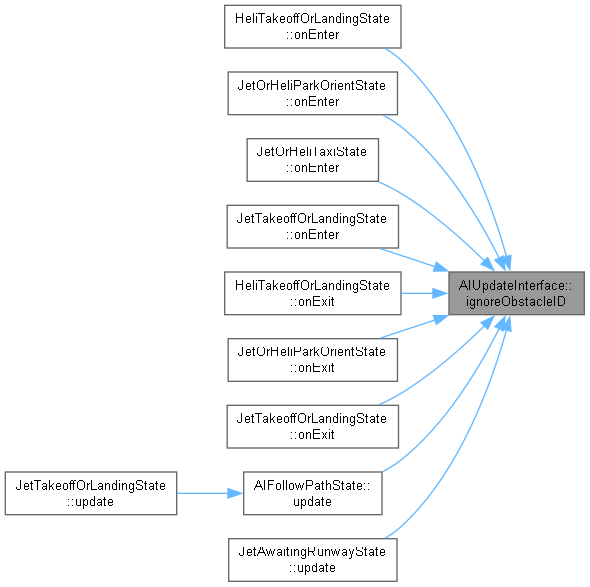 HeliTakeoffOrLandingState
::onEnter
JetOrHeliParkOrientState
::onEnter
JetOrHeliTaxiState
::onEnter
JetTakeoffOrLandingState
::onEnter
AIUpdateInterface::
ignoreObstacleID
HeliTakeoffOrLandingState
::onExit
JetOrHeliParkOrientState
::onExit
JetTakeoffOrLandingState
::onExit
JetTakeoffOrLandingState
::update
AIFollowPathState::
update
JetAwaitingRunwayState
::update